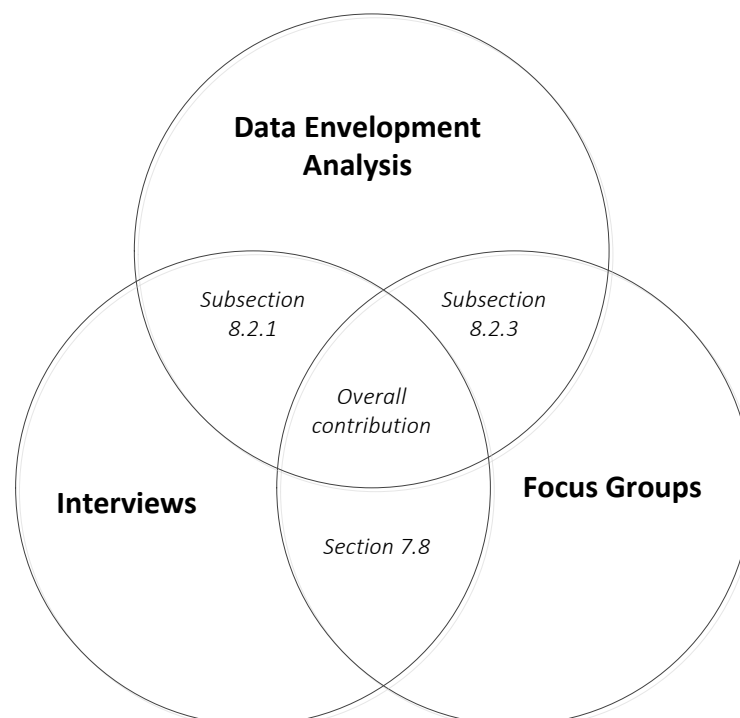 Data Envelopment
Analysis
Subsection
8.2.1
Subsection
8.2.3
Overall
contribution
Interviews
Focus Groups
Section 7.8